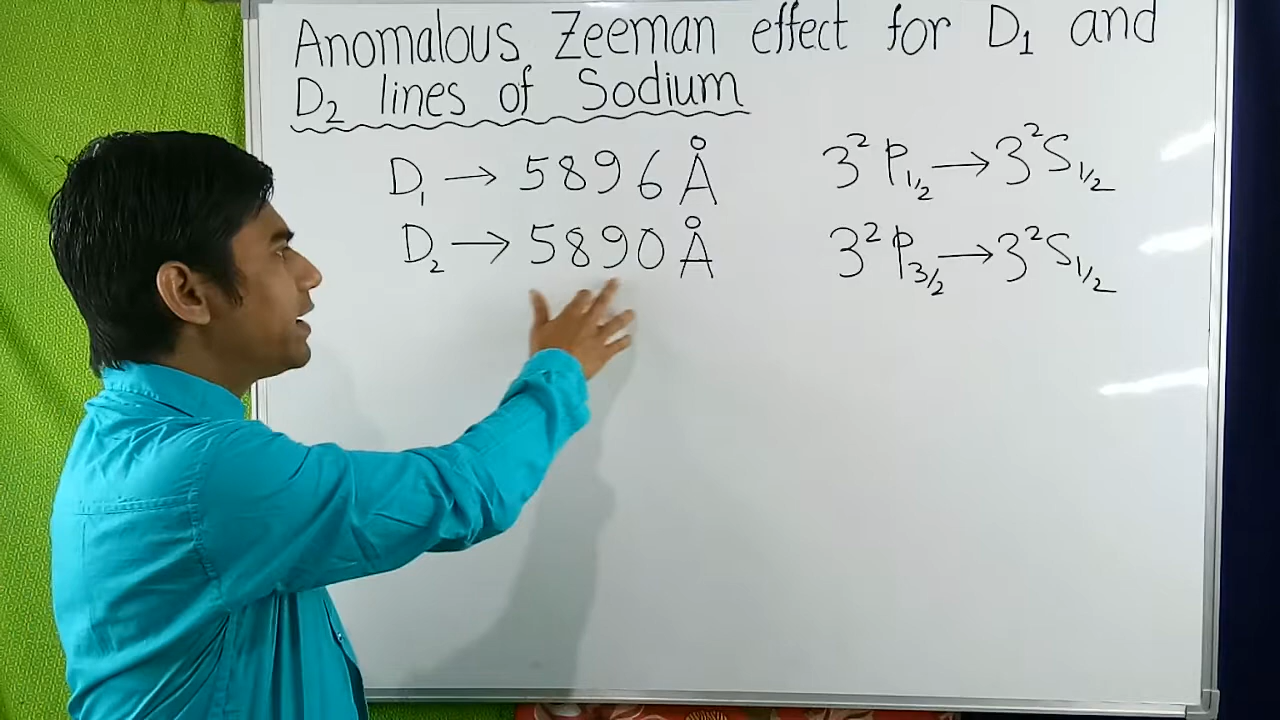 Anomalous Zeeman effect for D₁ and
D₂ lines of Sodium
D₁ → 5896 Å 3²P₁/₂ → 3²S₁/₂
D₂ → 5890 Å 3²P₃/₂ → 3²S₁/₂